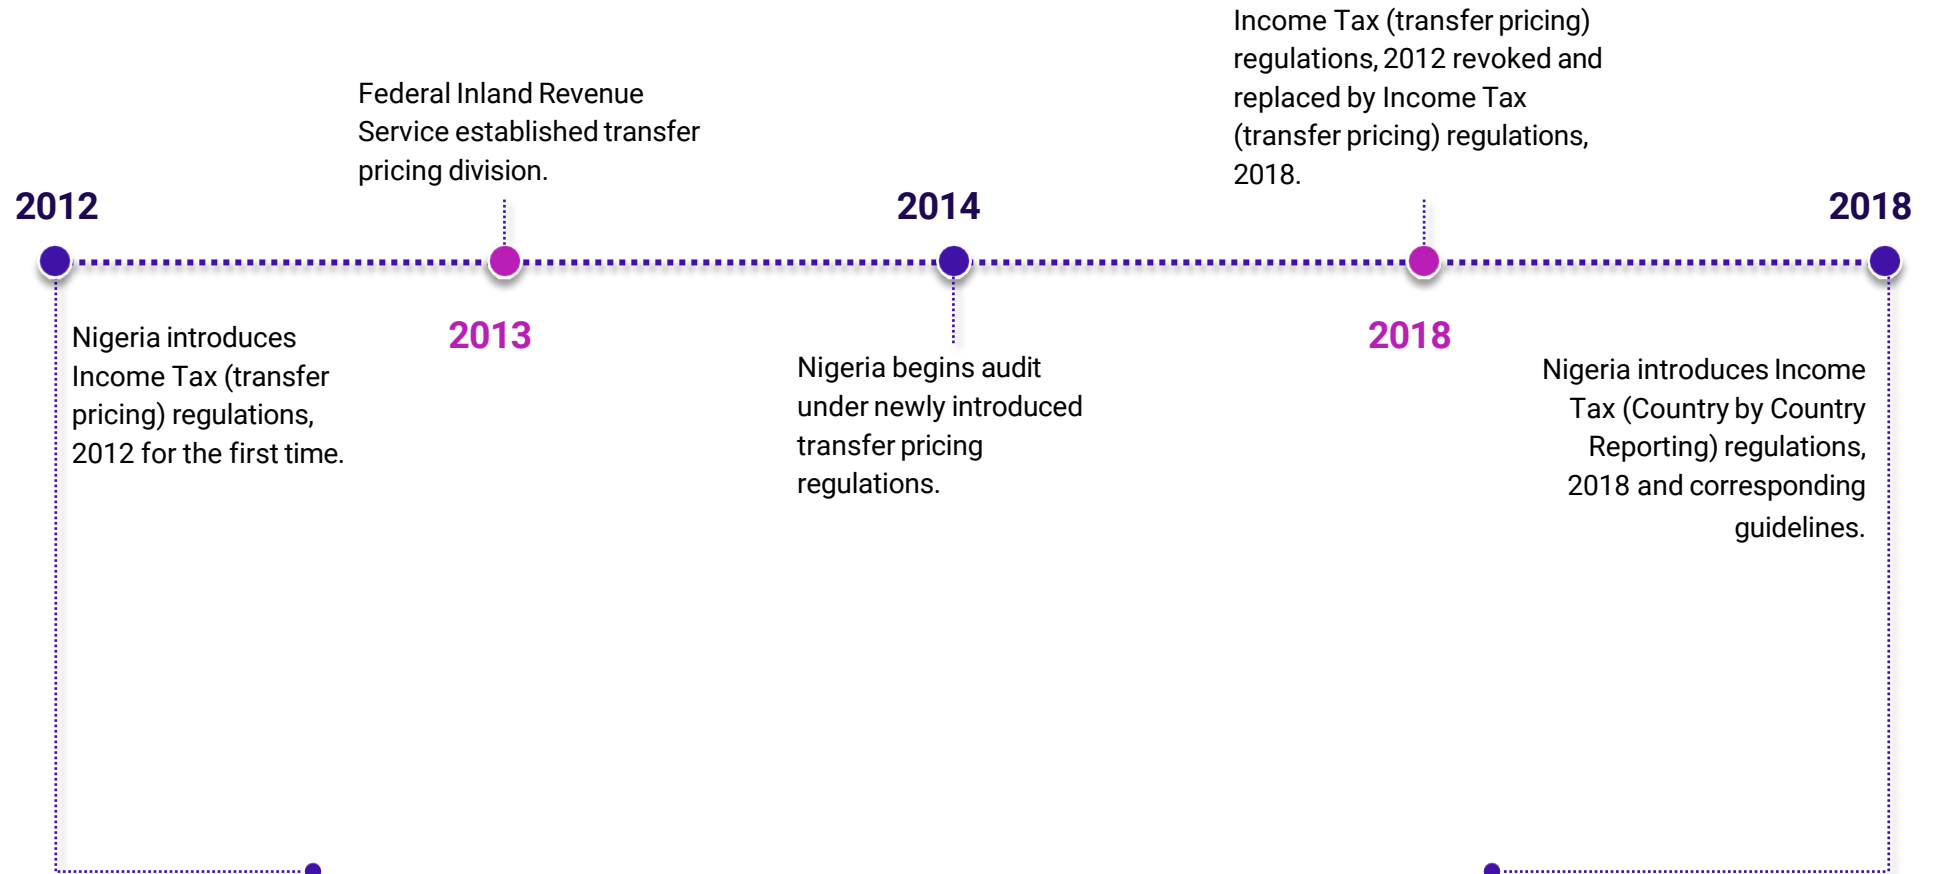 2012
Nigeria introduces
Income Tax (transfer
pricing) regulations,
2012 for the first time.
Federal Inland Revenue
Service established transfer
pricing division.
2013
2014
Nigeria begins audit
under newly introduced
transfer pricing
regulations.
Income Tax (transfer pricing)
regulations, 2012 revoked and
replaced by Income Tax
(transfer pricing) regulations,
2018.
2018
2018
Nigeria introduces Income
Tax (Country by Country
Reporting) regulations,
2018 and corresponding
guidelines.